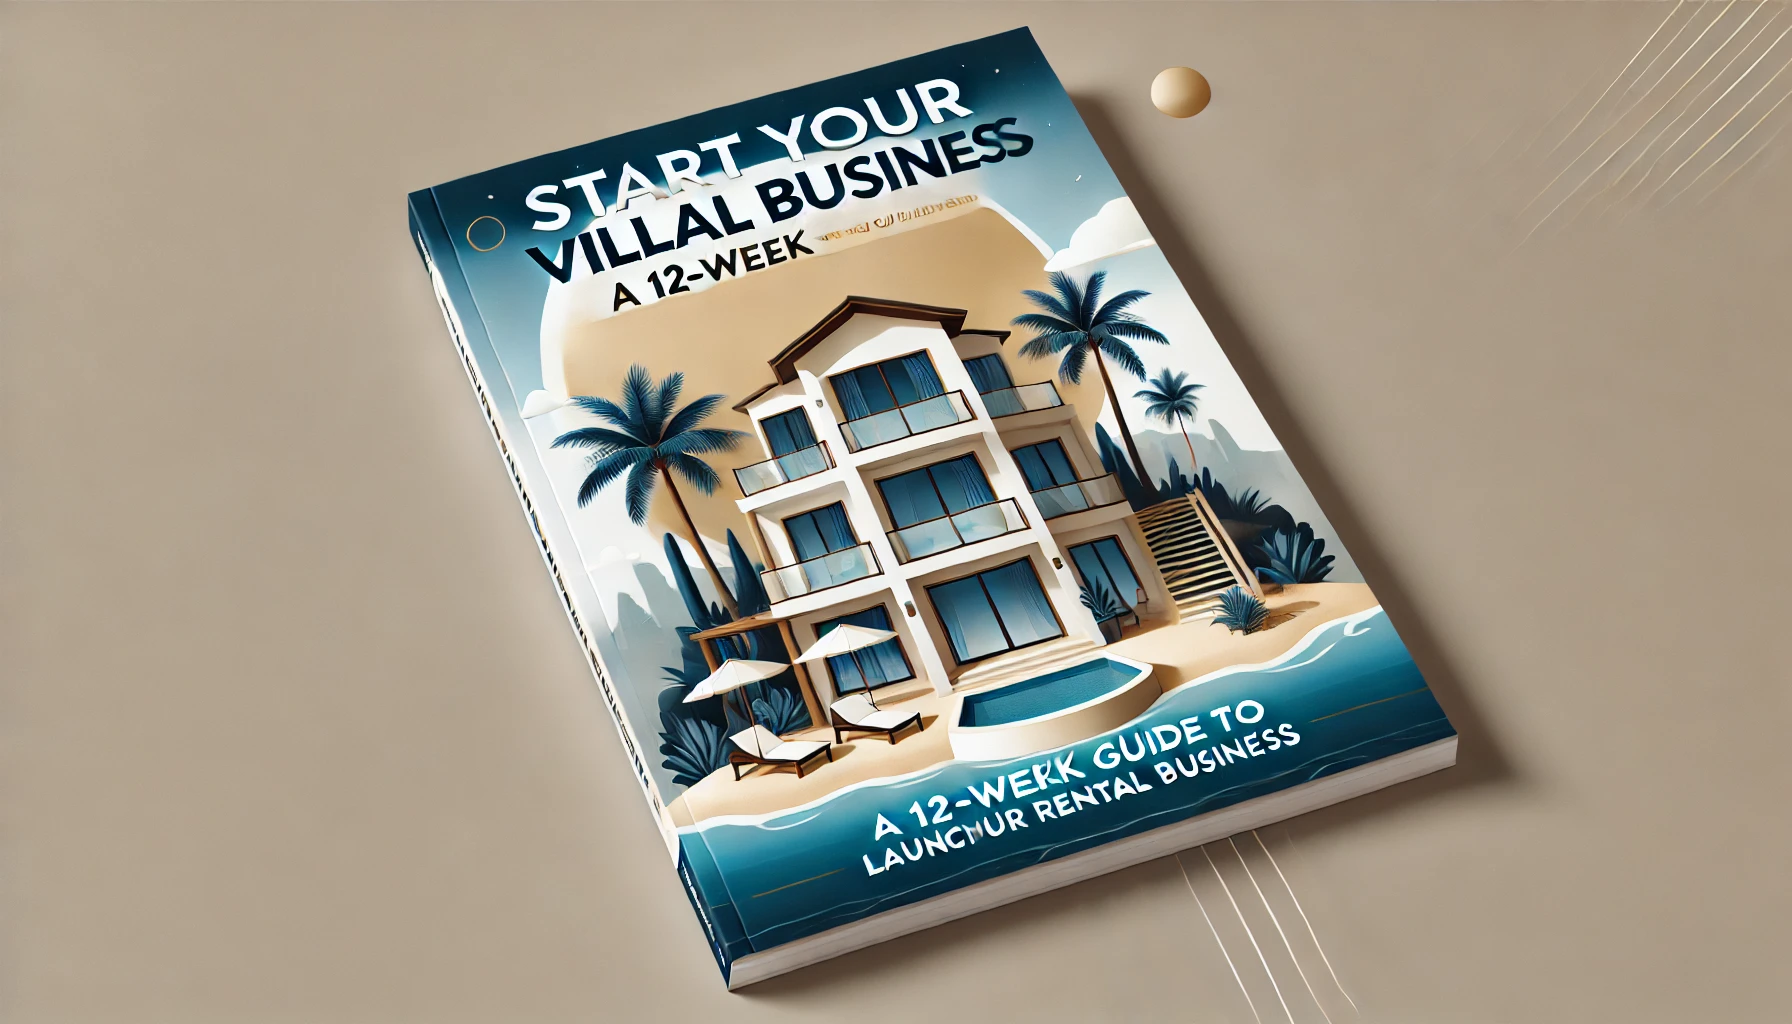 START YOUR
VILLAL BUSINESS
A 12-WEEK
A 12-WERK GUIDE TO
LAUNCHUR RENTAL BUSINESS